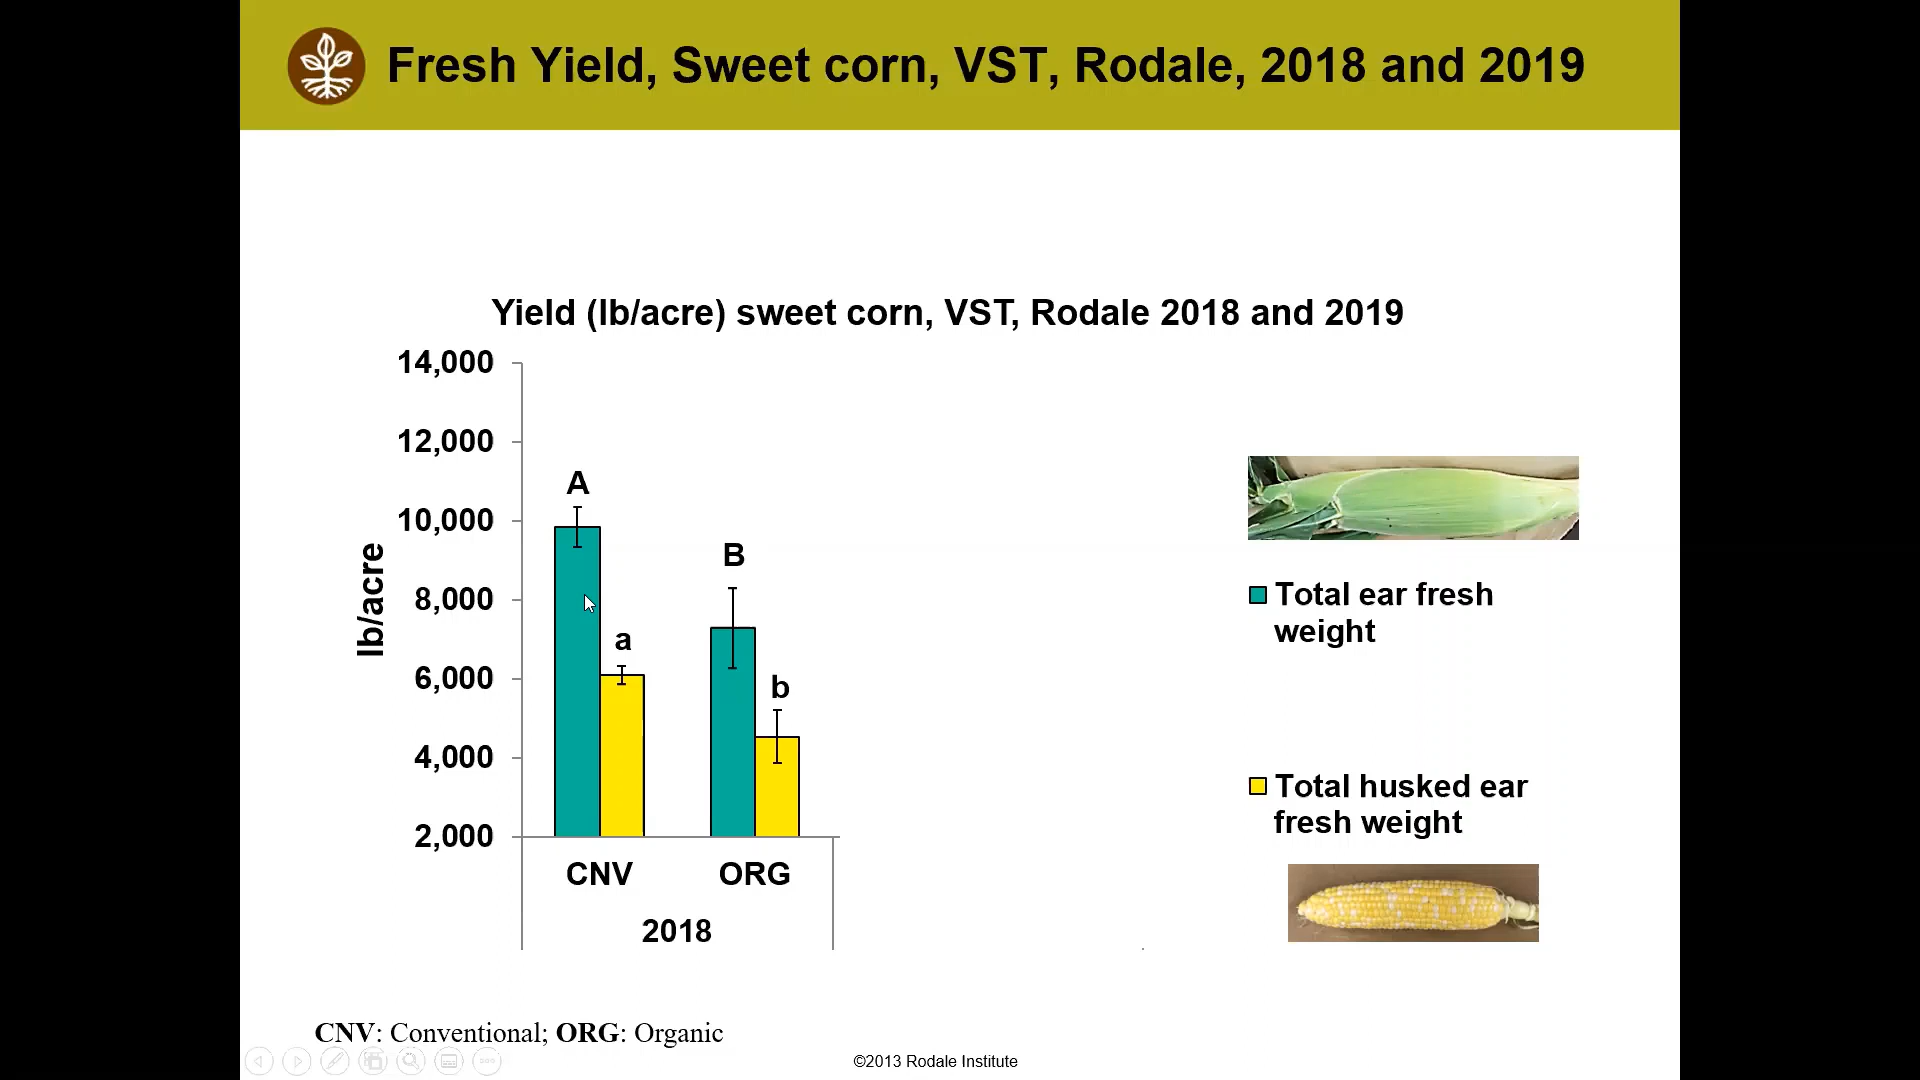 Fresh Yield, Sweet corn, VST, Rodale, 2018 and 2019
Yield (lb/acre) sweet corn, VST, Rodale 2018 and 2019
14,000
12,000
10,000
8,000
6,000
4,000
2,000
lb/acre
A
a
B
b
CNV
ORG
2018
Total ear fresh
weight
Total husked ear
fresh weight
CNV: Conventional; ORG: Organic
©2013 Rodale Institute